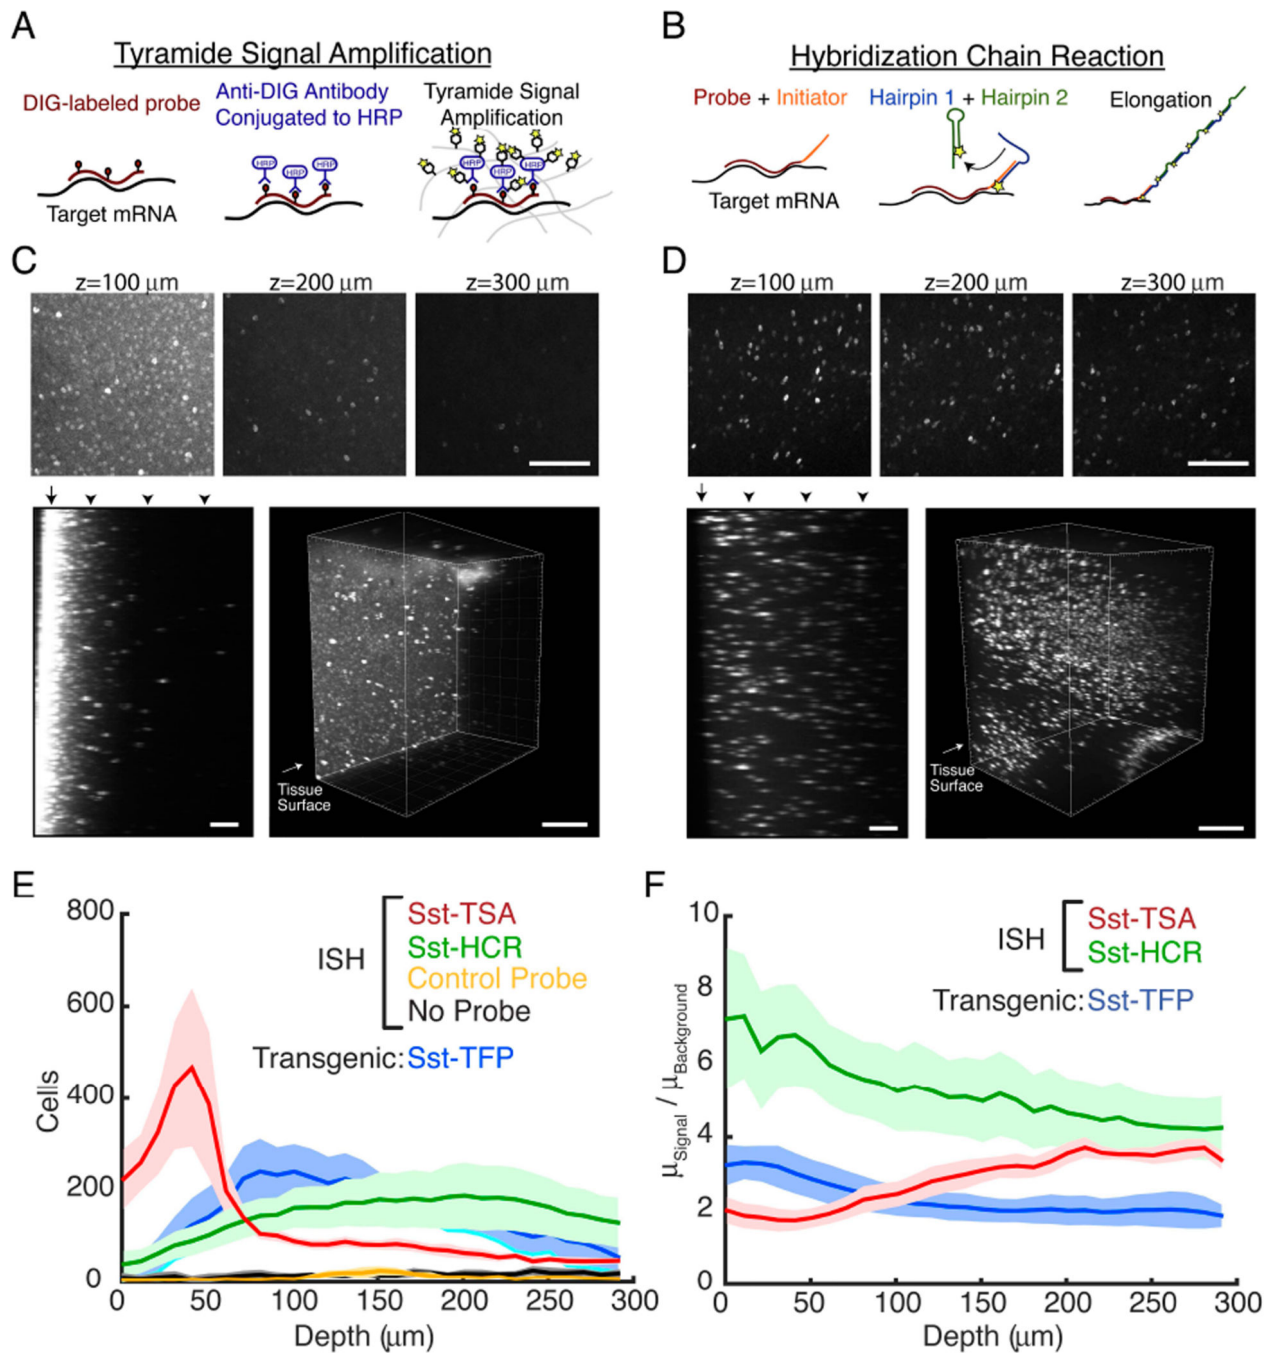 A
Tyramide Signal Amplification
DIG-labeled probe
Anti-DIG Antibody
Conjugated to HRP
Tyramide Signal
Amplification
HRP
HRP
HRP
HRP
HRP
HRP
Target mRNA
B
Hybridization Chain Reaction
Probe + Initiator
Hairpin 1 + Hairpin 2
Elongation
Target mRNA
C
z=100 μm
z=200 μm
z=300 μm
Tissue
Surface
D
z=100 μm
z=200 μm
z=300 μm
Tissue
Surface
E
800
600
400
200
0
Cells
ISH
Sst-TSA
Sst-HCR
Control Probe
No Probe
Transgenic: Sst-TFP
0 50 100 150 200 250 300
Depth (μm)
F
10
8
6
4
2
0
μSignal / μBackground
ISH
Sst-TSA
Sst-HCR
Transgenic: Sst-TFP
0 50 100 150 200 250 300
Depth (μm)